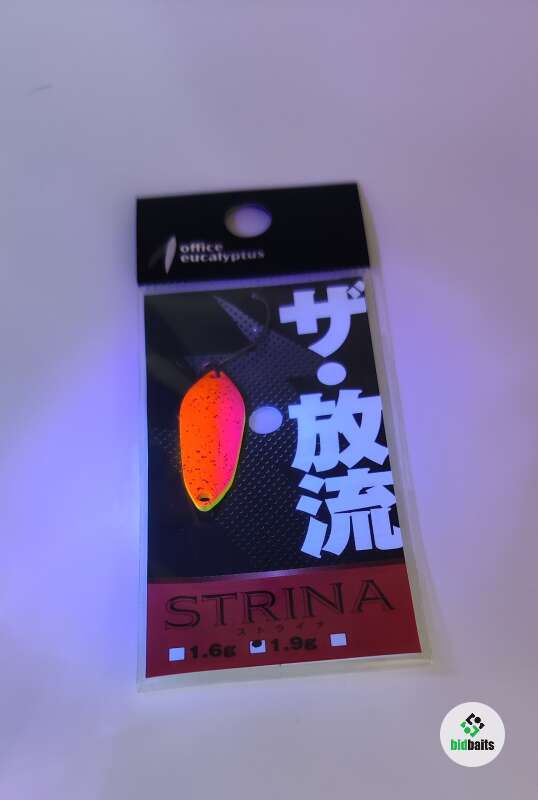 office
eucalyptus
ザ・放流
STRINA
ストライナ
1.6g 1.9g
bidbaits